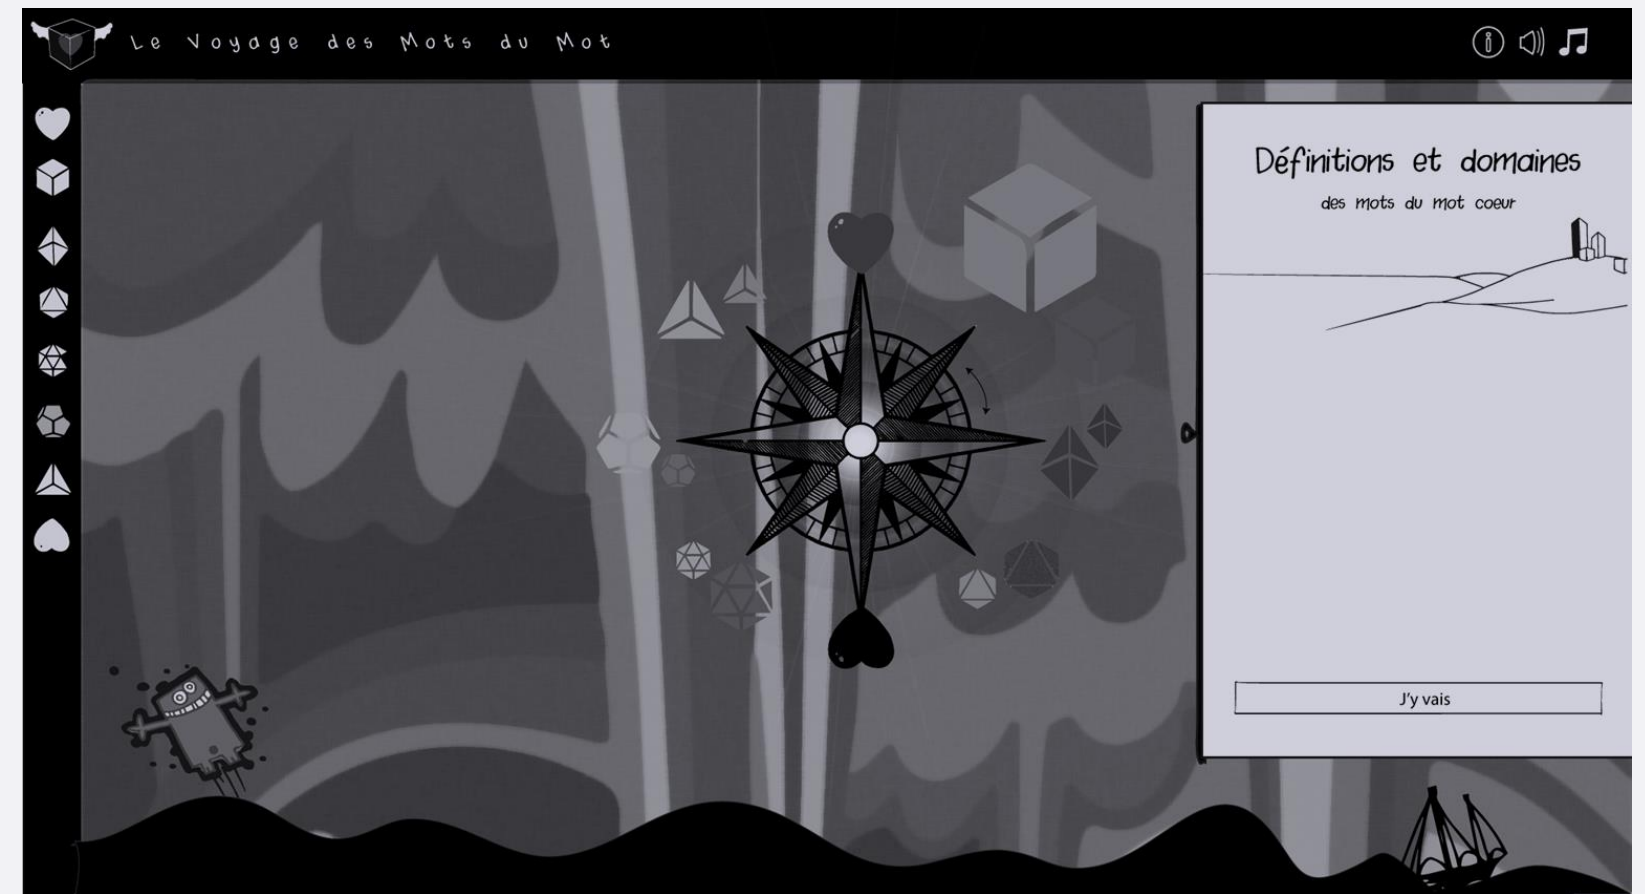 Le Voyage des Mots du Mot
Définitions et domaines
des mots du mot coeur
J'y vais